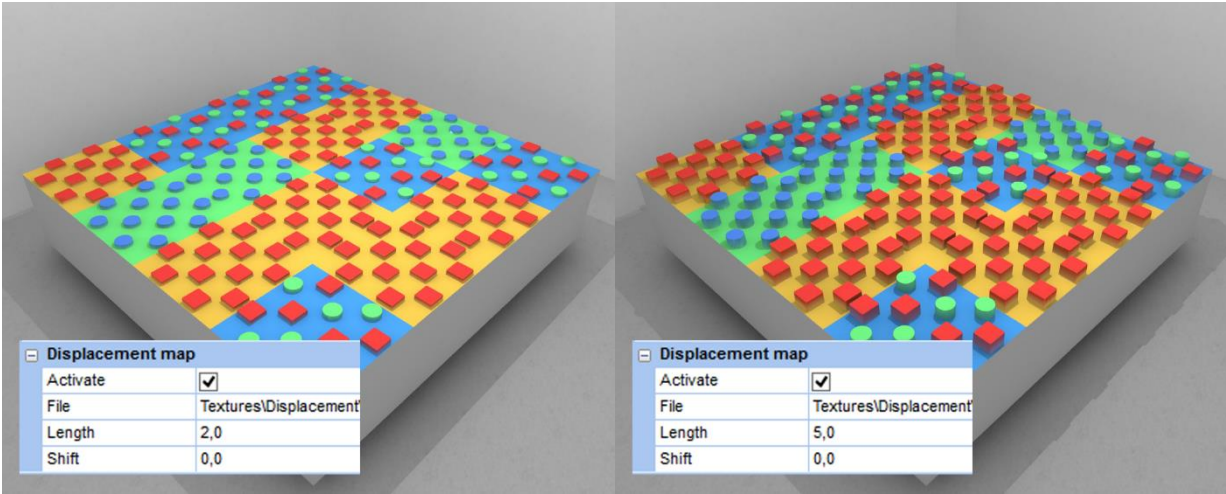 Displacement map
Activate
File Textures\Displacement\
Length 2,0
Shift 0,0
Displacement map
Activate
File Textures\Displacement\
Length 5,0
Shift 0,0